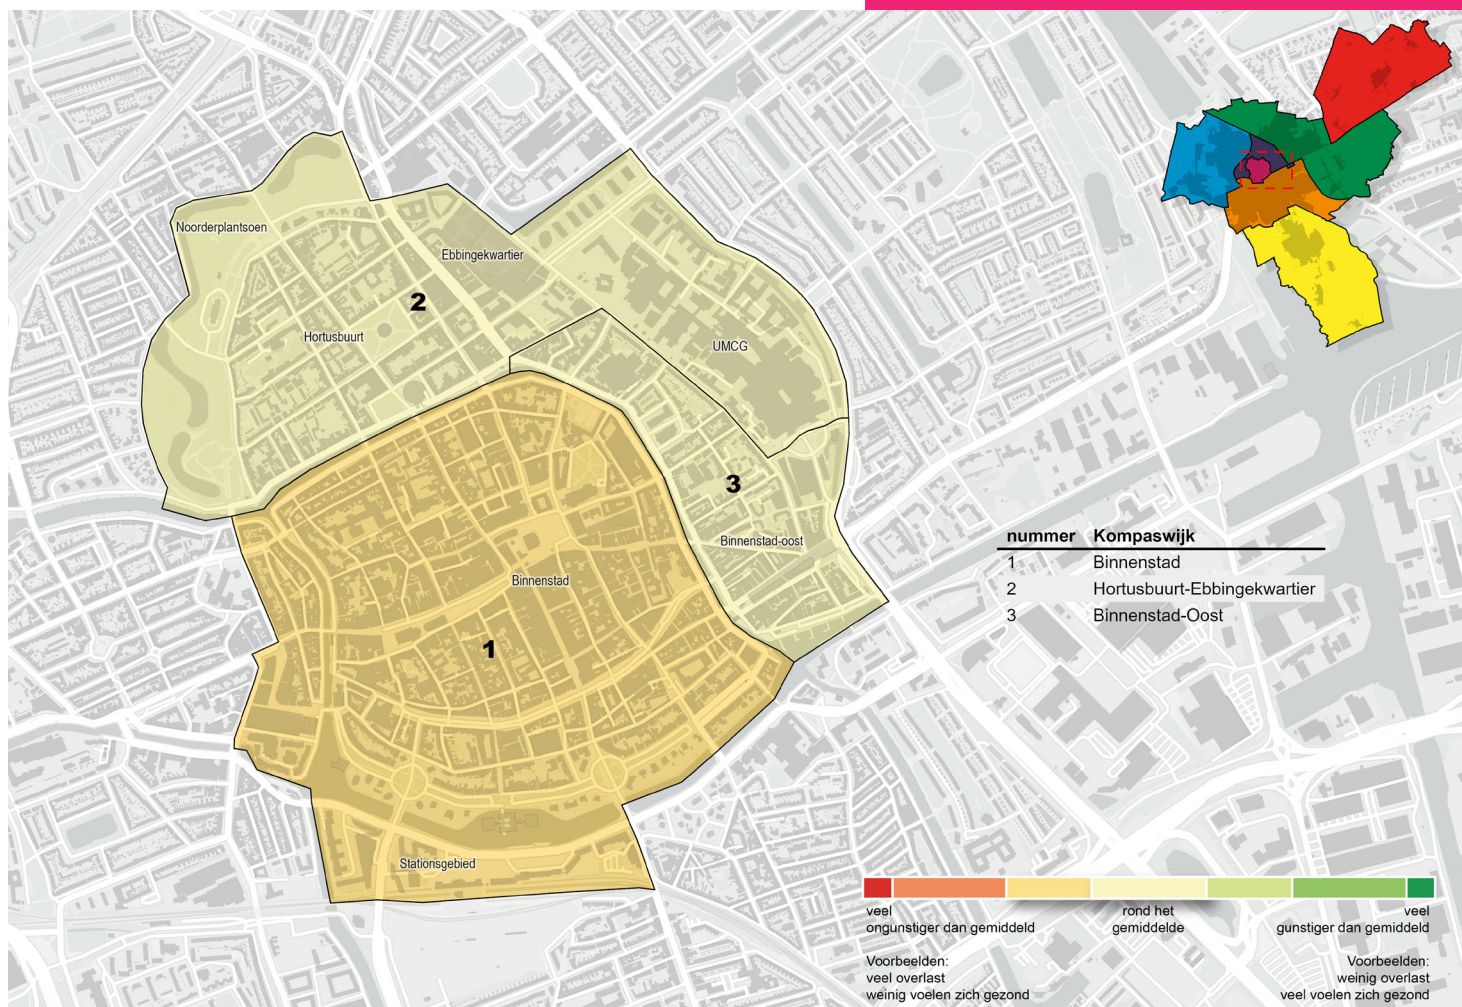 Noorderplantsoen
Ebbingekwartier
2
Hortusbuurt
UMCG
3
Binnenstad-oost
Binnenstad
1
Stationsgebied
nummer Kompaswijk
1 Binnenstad
2 Hortusbuurt-Ebbingekwartier
3 Binnenstad-Oost
veel rond het veel
ongunstiger dan gemiddeld gemiddelde gunstiger dan gemiddeld
Voorbeelden: Voorbeelden:
veel overlast weinig overlast
weinig voelen zich gezond veel voelen zich gezond